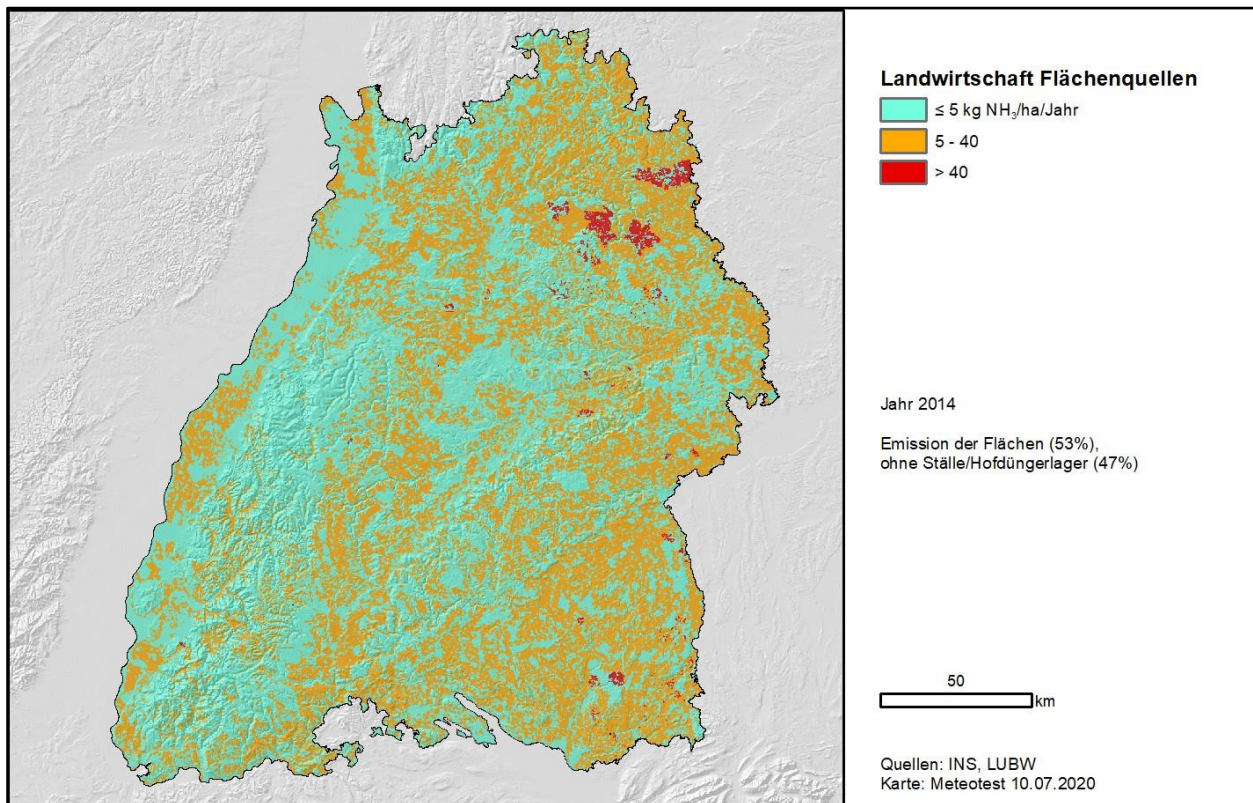 Landwirtschaft Flächenquellen
≤ 5 kg NH₃/ha/Jahr
5 - 40
> 40
Jahr 2014
Emission der Flächen (53%),
ohne Ställe/Hofdüngerlager (47%)
50
km
Quellen: INS, LUBW
Karte: Meteotest 10.07.2020